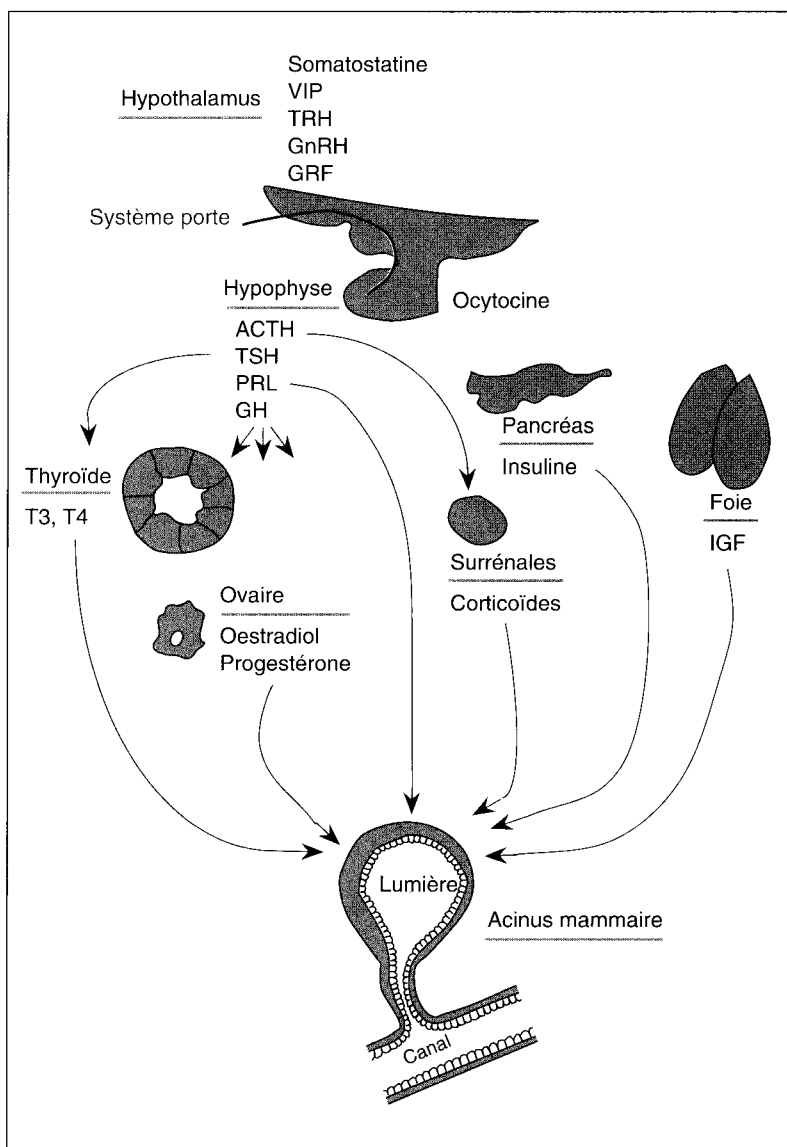 Hypothalamus
Somatostatine
VIP
TRH
GnRH
GRF
Système porte
Hypophyse
Ocytocine
ACTH
TSH
PRL
GH
Pancréas
Insuline
Thyroïde
T3, T4
Foie
IGF
Surrénales
Corticoïdes
Ovaire
Oestradiol
Progestérone
Lumière
Acinus mammaire
Canal